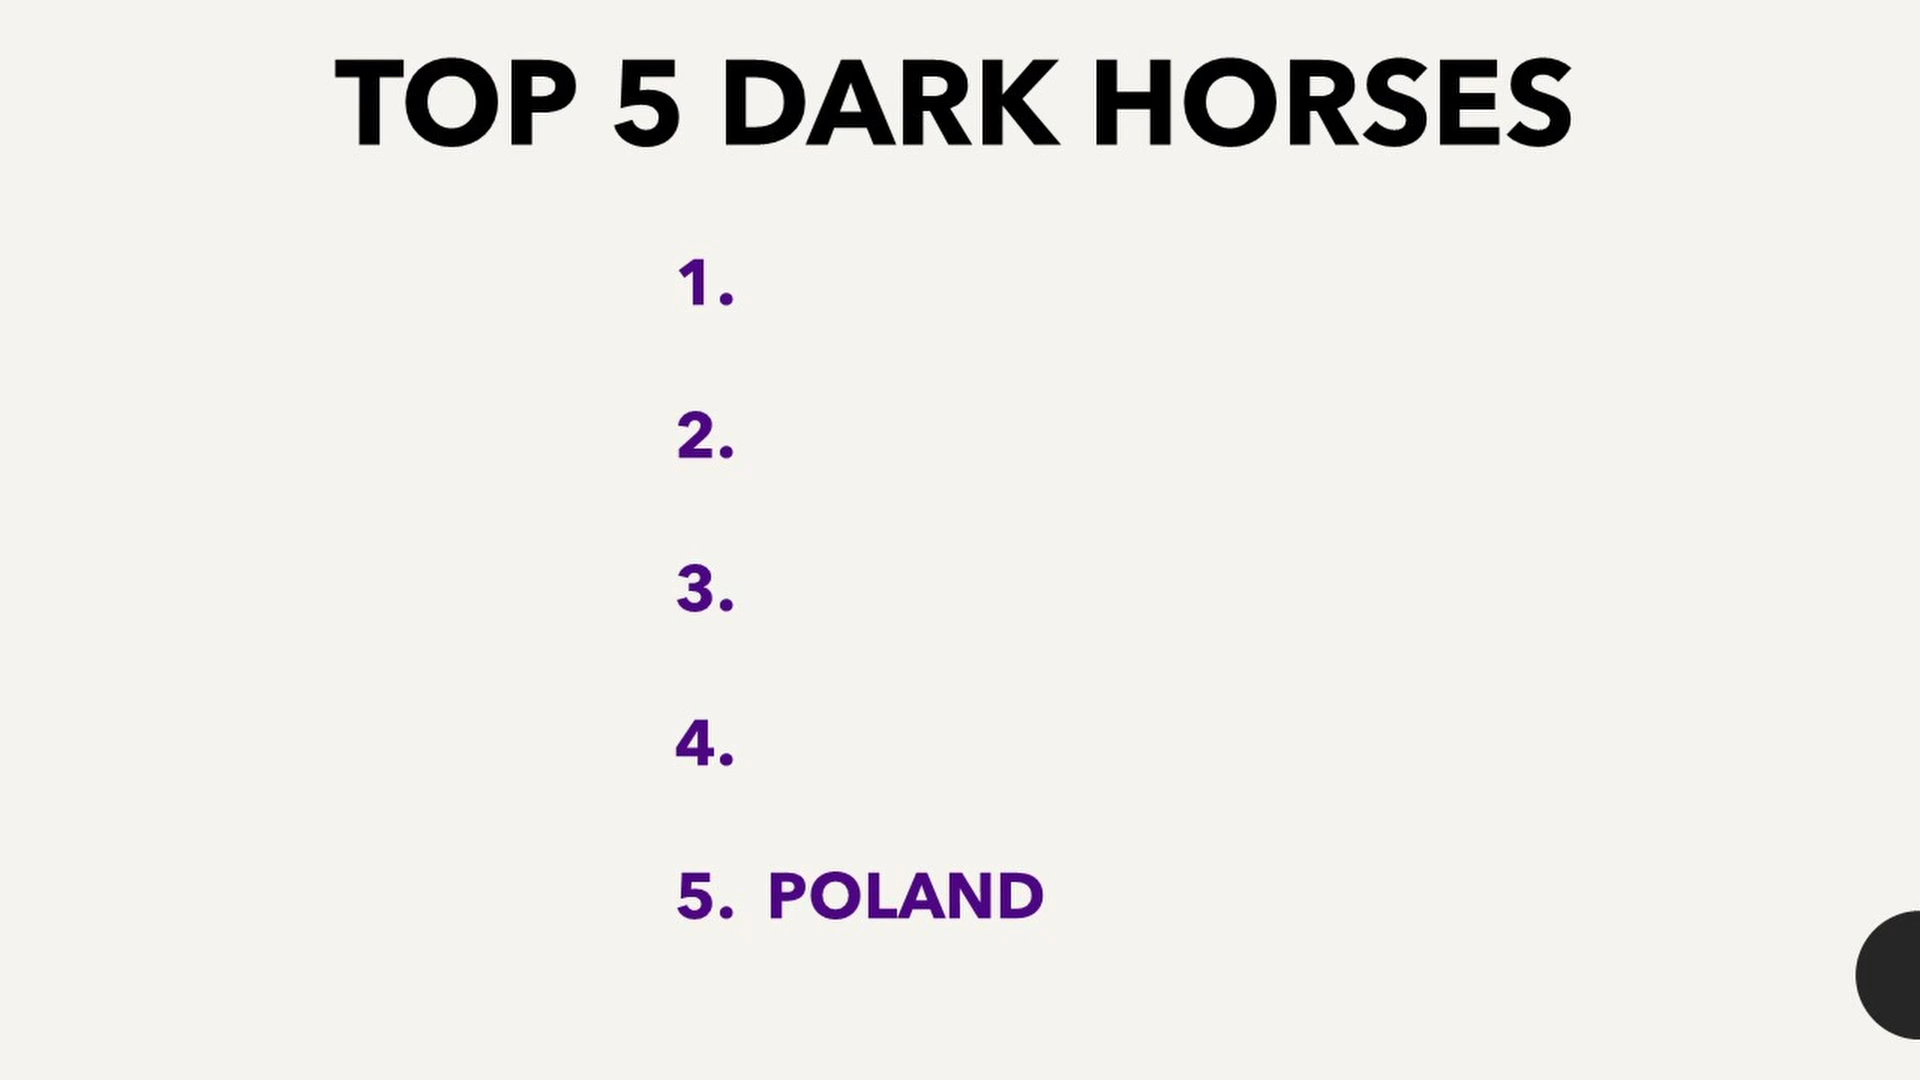 TOP 5 DARK HORSES
1.
2.
3.
4.
5. POLAND